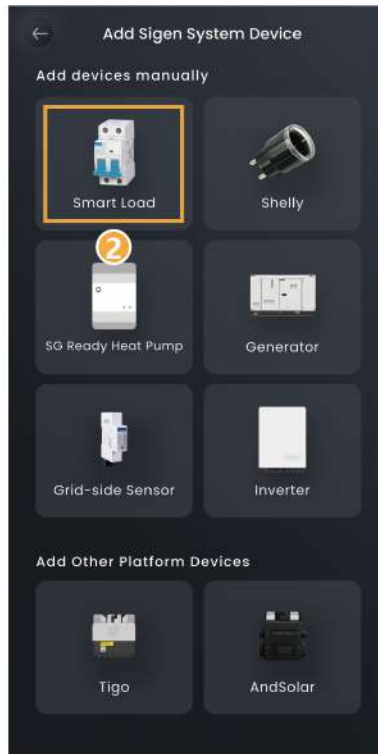 Add Sigen System Device
Add devices manually
Smart Load
Shelly
2
SG Ready Heat Pump
Generator
Grid-side Sensor
Inverter
Add Other Platform Devices
Tigo
AndSolar